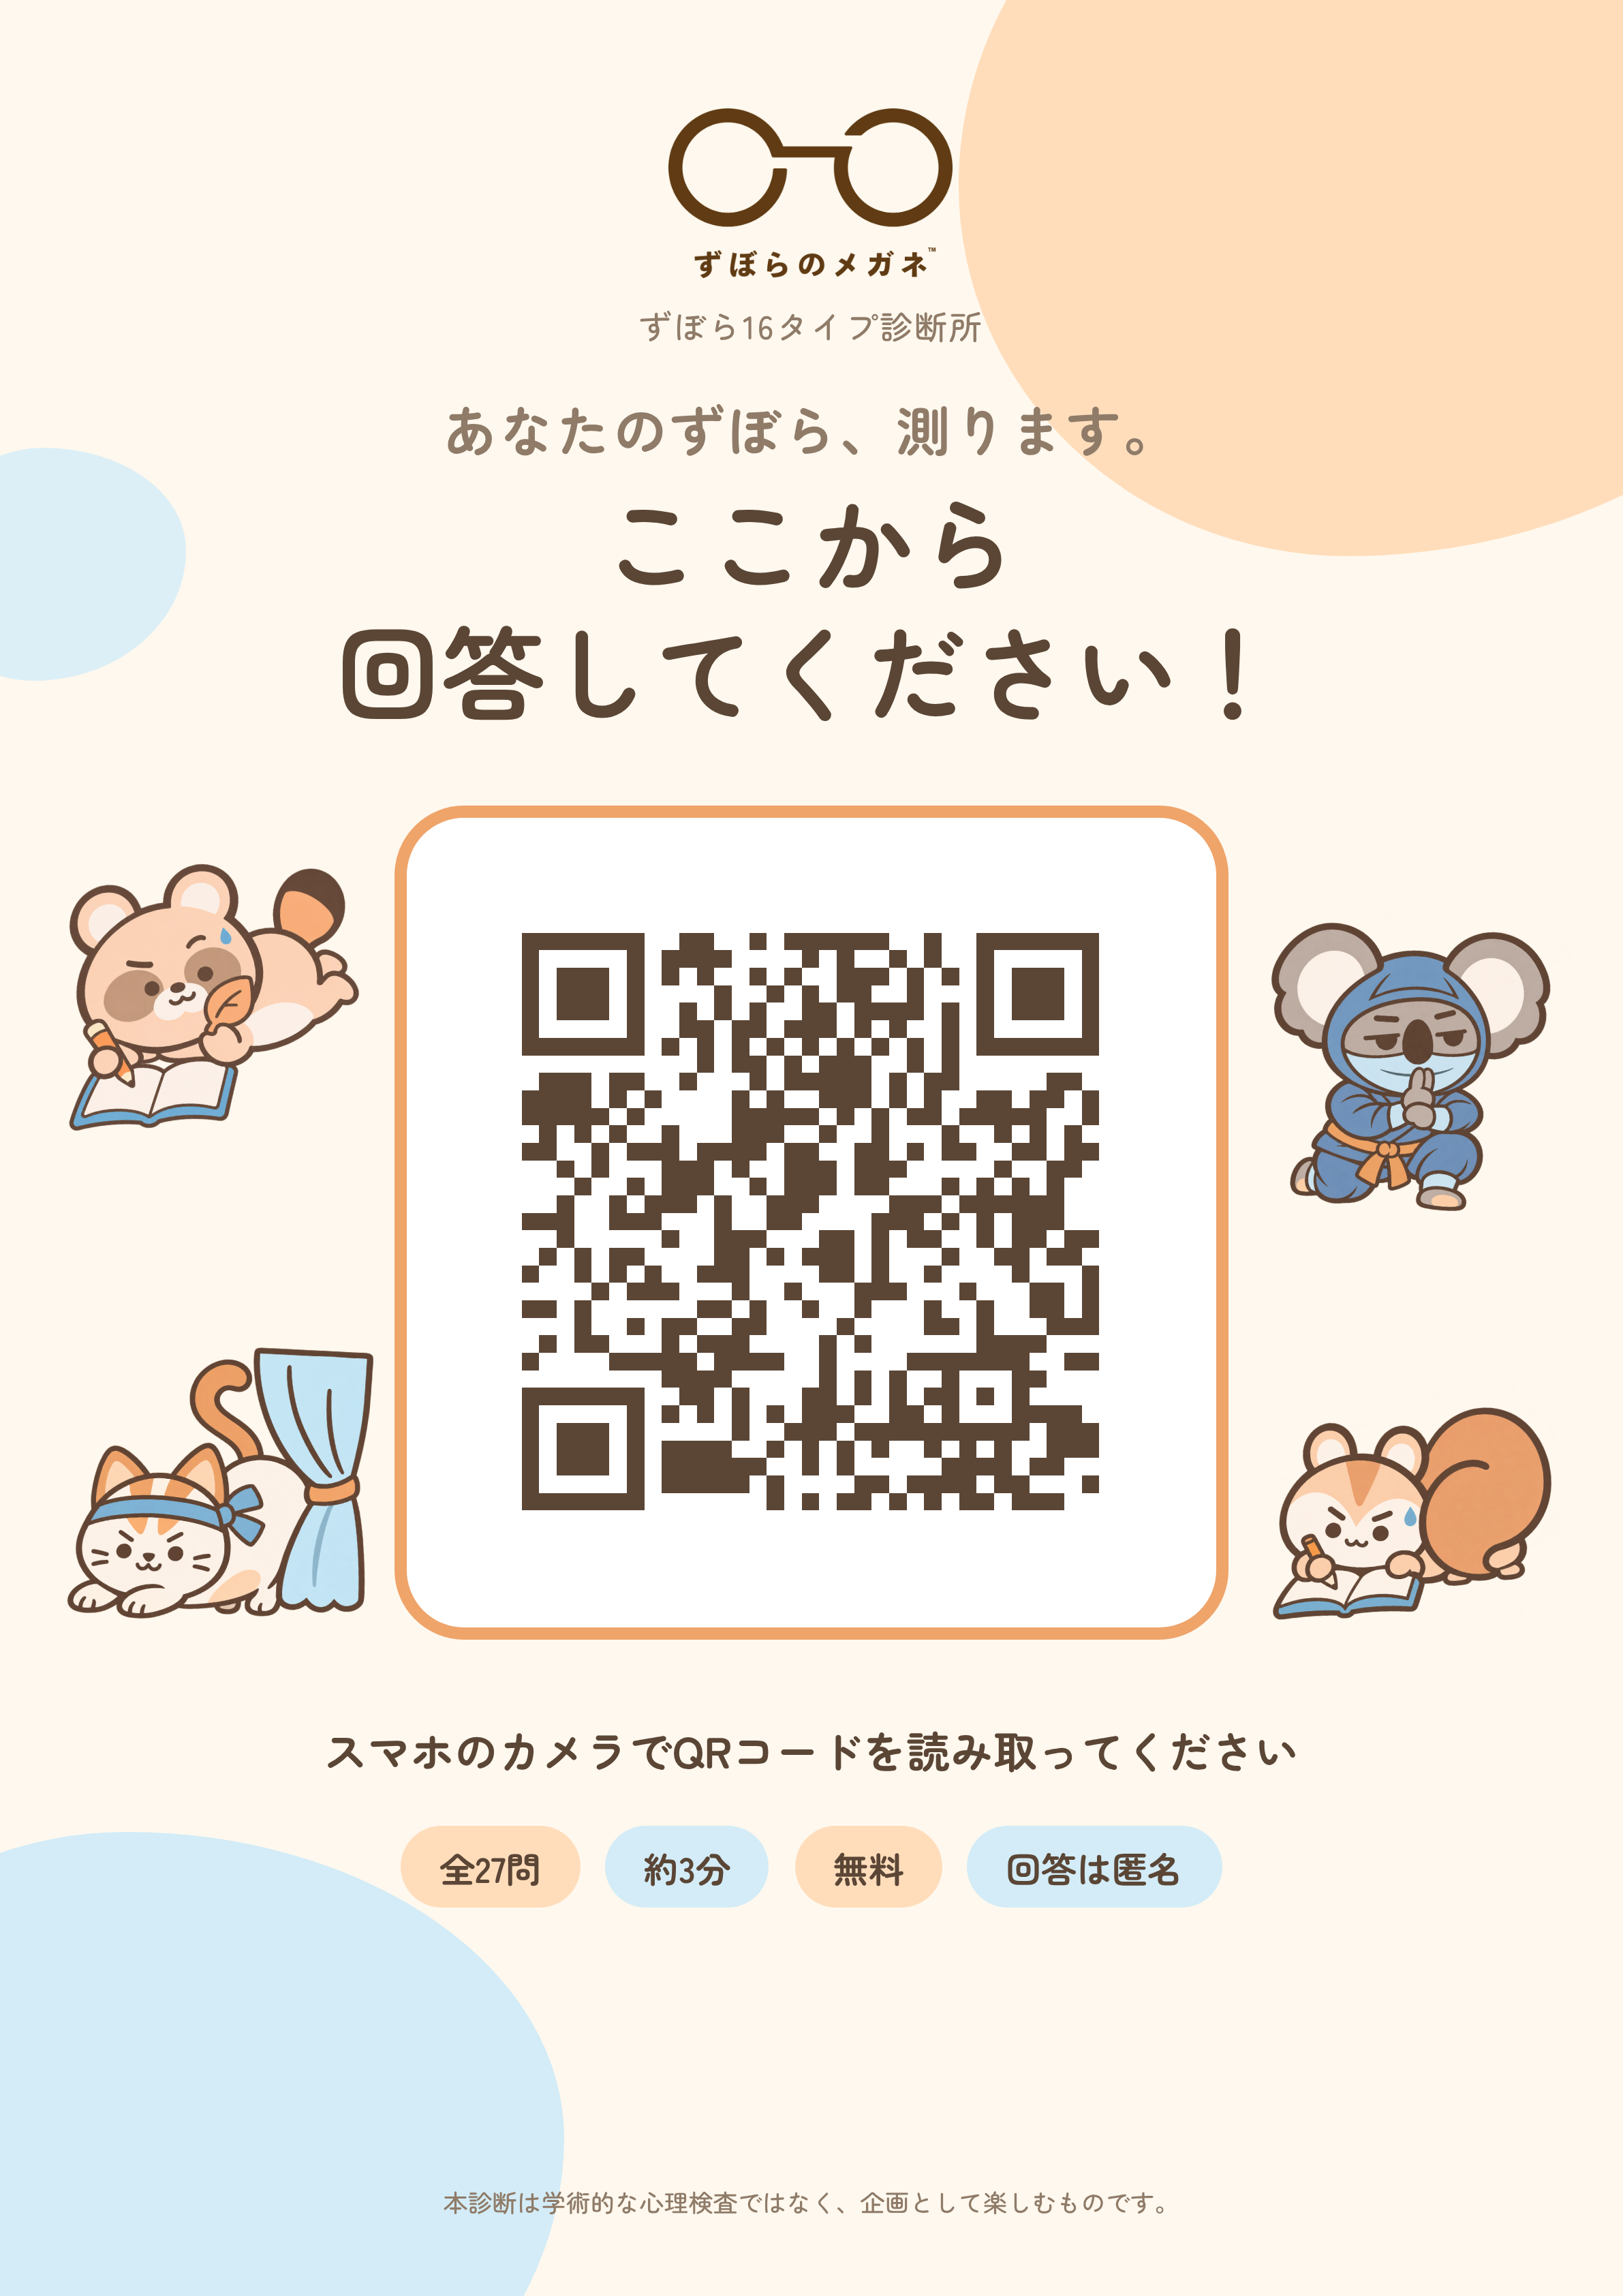 ずぼらのメガネ™
ずぼら16タイプ診断所
あなたのずぼら、測ります。
ここから
回答してください！
スマホのカメラでQRコードを読み取ってください
全27問 約3分 無料 回答は匿名
本診断は学術的な心理検査ではなく、企画として楽しむものです。